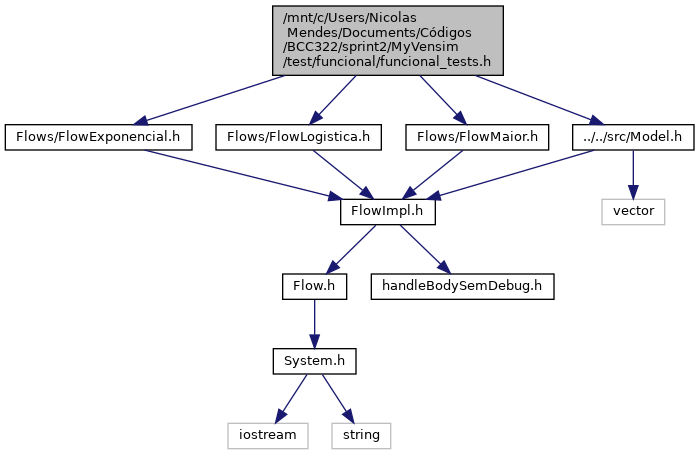 /mnt/c/Users/Nicolas
Mendes/Documents/Códigos
/BCC322/sprint2/MyVensim
/test/funcional/funcional_tests.h
Flows/FlowExponencial.h
Flows/FlowLogistica.h
Flows/FlowMaior.h
../../src/Model.h
FlowImpl.h
vector
Flow.h
handleBodySemDebug.h
System.h
iostream
string